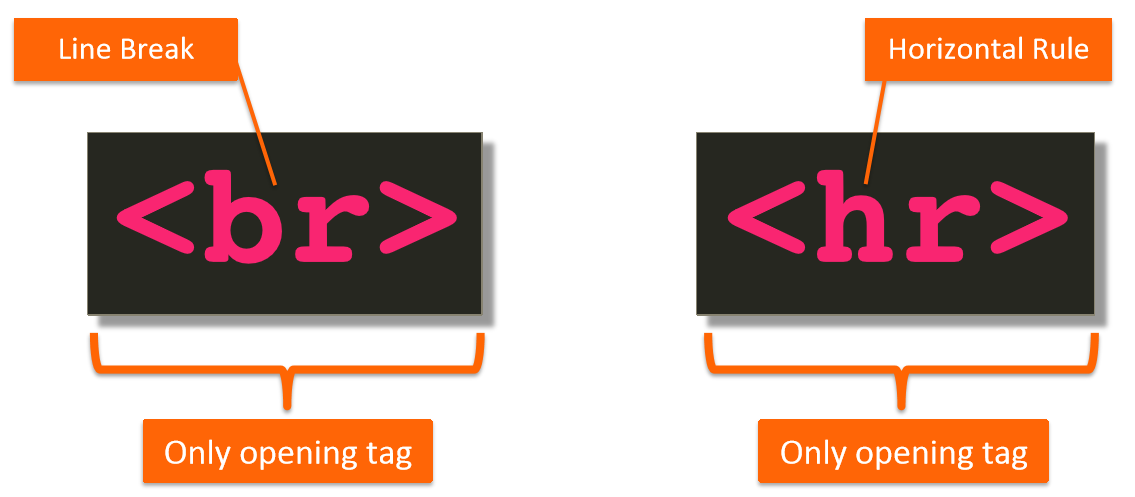 Line Break
Horizontal Rule
<br>
<hr>
Only opening tag
Only opening tag